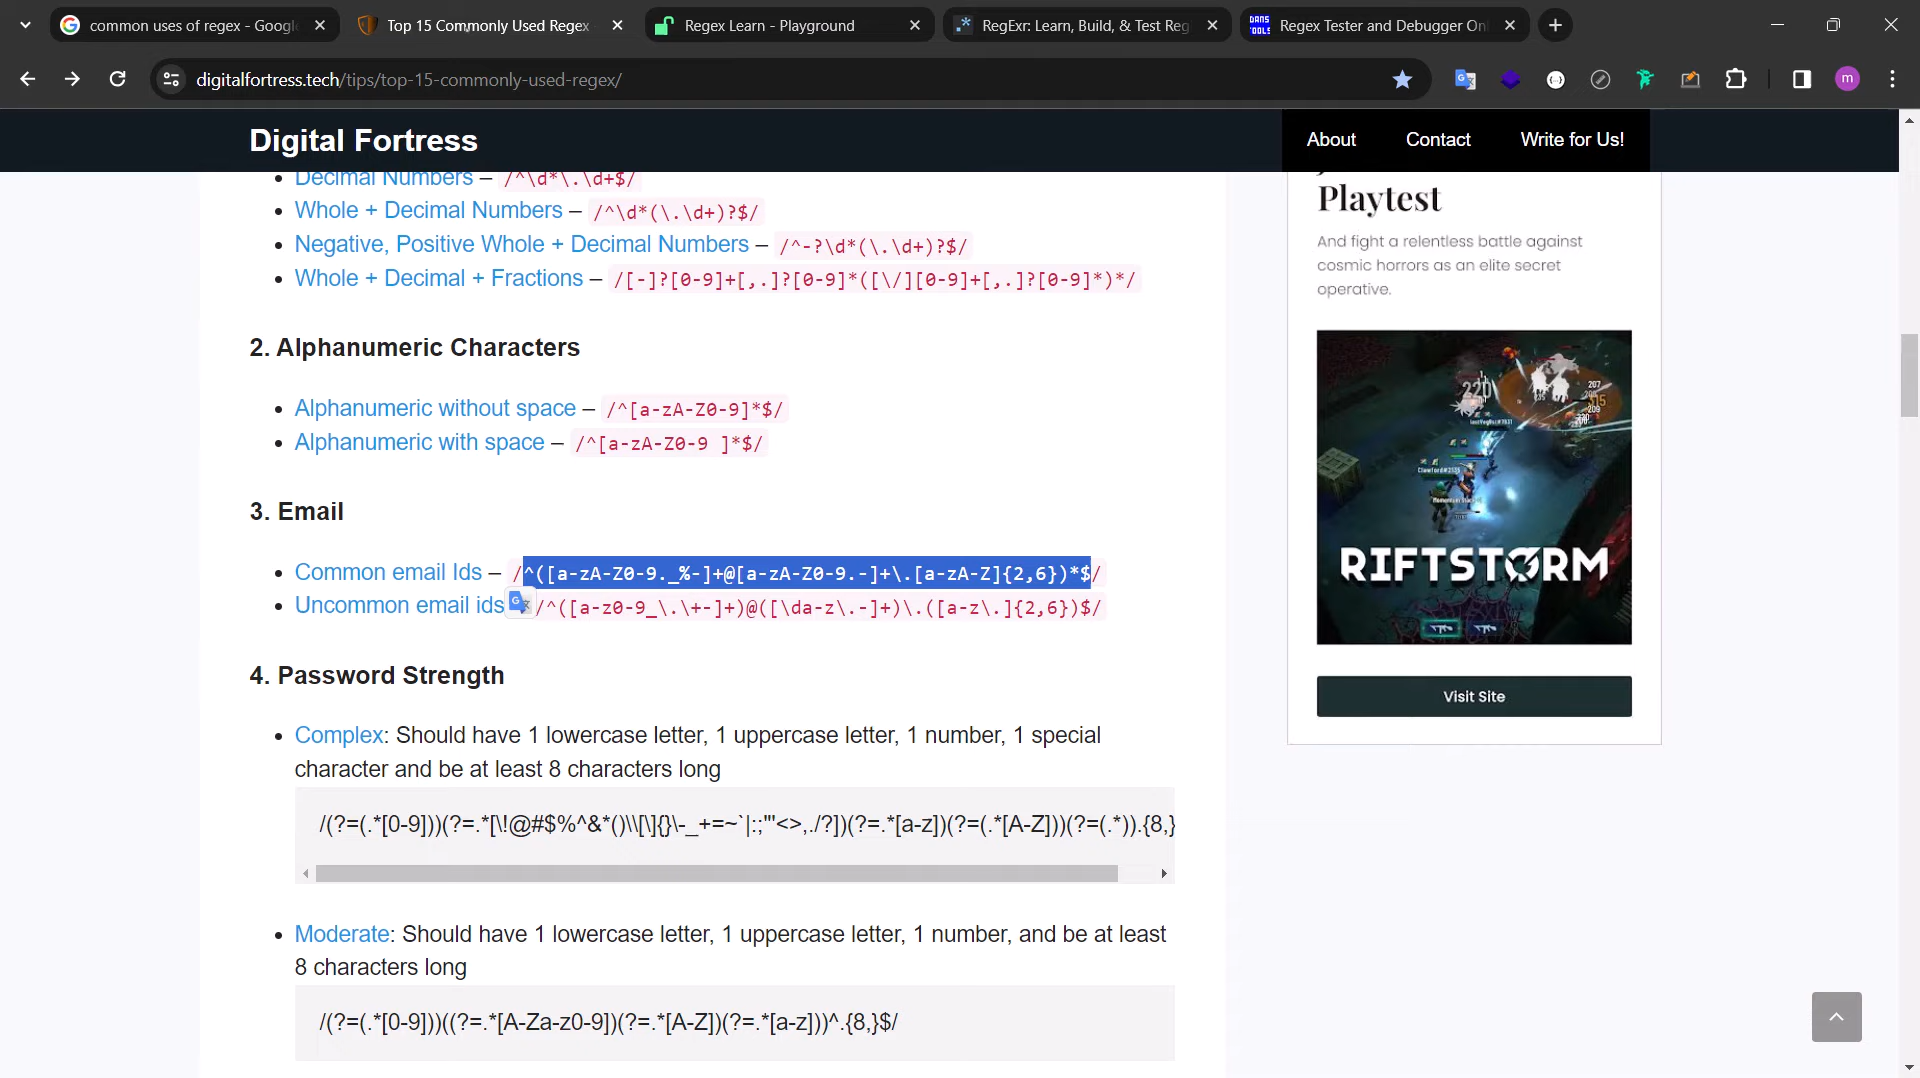 common uses of regex - Googl
Top 15 Commonly Used Regex
Regex Learn - Playground
RegExr: Learn, Build, & Test Reg
Regex Tester and Debugger Onl
digitalfortress.tech/tips/top-15-commonly-used-regex/
m
Digital Fortress
About
Contact
Write for Us!
Decimal Numbers – /^\d*\.\d+$/
Whole + Decimal Numbers – /^\d*(\.\d+)?$/
Negative, Positive Whole + Decimal Numbers – /^-?\d*(\.\d+)?$/
Whole + Decimal + Fractions – /[-]?[0-9]+[,.]?[0-9]*([\/][0-9]+[,.]?[0-9]*)*/
2. Alphanumeric Characters
Alphanumeric without space – /^[a-zA-Z0-9]*$/
Alphanumeric with space – /^[a-zA-Z0-9 ]*$/
3. Email
Common email Ids – /^([a-zA-Z0-9._%-]+@[a-zA-Z0-9.-]+\.[a-zA-Z]{2,6})*$/
Uncommon email ids /^([a-z0-9_\.\+-]+)@([\da-z\.-]+)\.([a-z\.]{2,6})$/
4. Password Strength
Complex: Should have 1 lowercase letter, 1 uppercase letter, 1 number, 1 special
character and be at least 8 characters long
/(?=(.*[0-9]))(?=.*[\!@#$%^&*()\\[\]{}\-_+=~`|:;"'<>,./?])(?=.*[a-z])(?=(.*[A-Z]))(?=(.*)).{8,}
Moderate: Should have 1 lowercase letter, 1 uppercase letter, 1 number, and be at least
8 characters long
/(?=(.*[0-9]))((?=.*[A-Za-z0-9])(?=.*[A-Z])(?=.*[a-z]))^.{8,}$/
Playtest
And fight a relentless battle against
cosmic horrors as an elite secret
operative.
220
RIFTSTORM
Visit Site